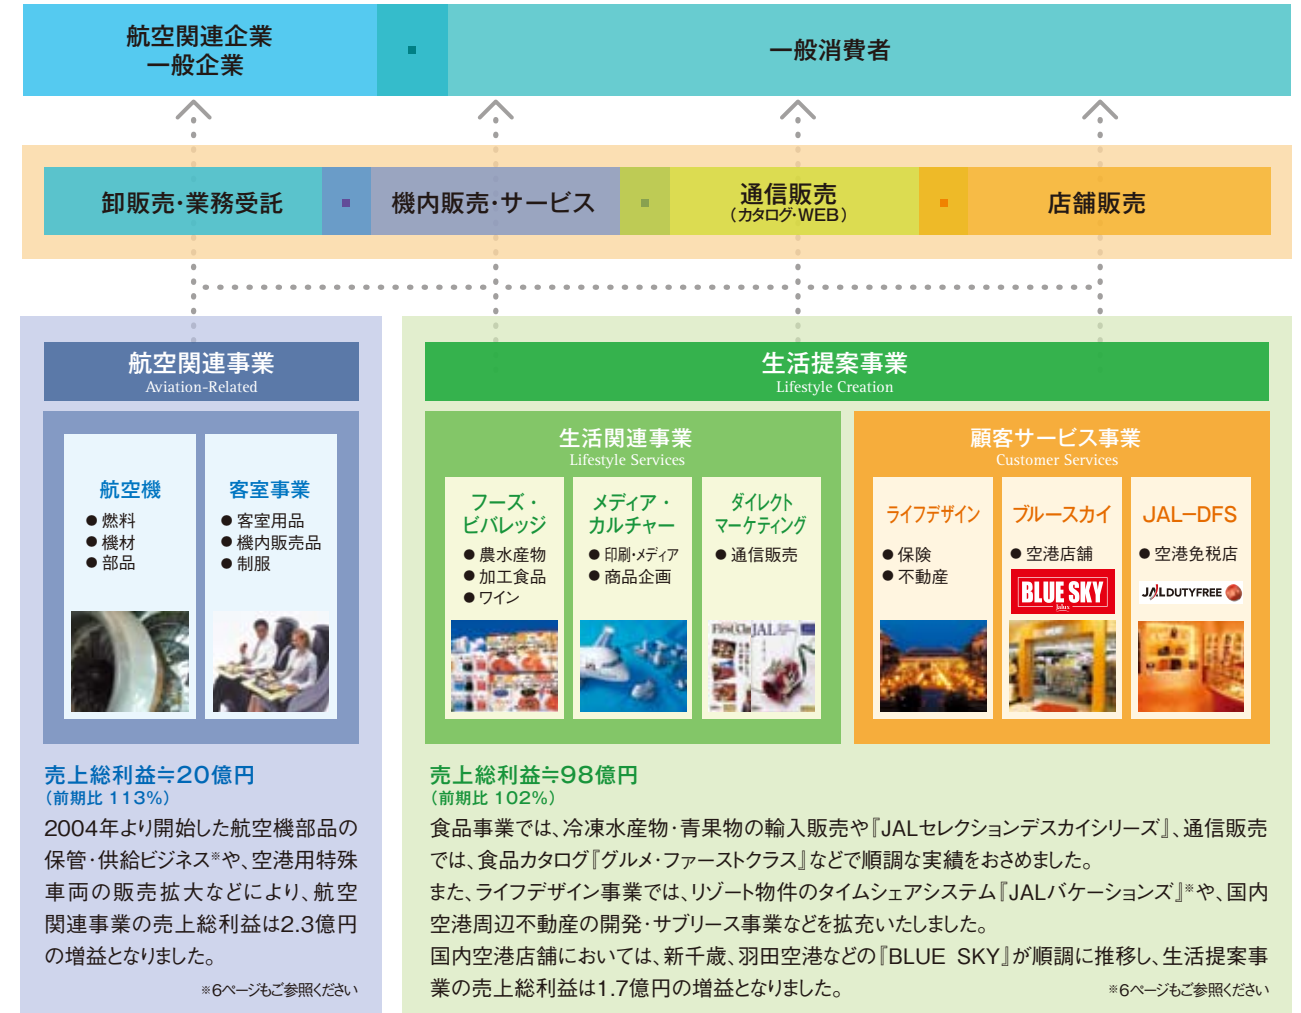 航空関連企業
一般企業
一般消費者
卸販売・業務受託
機内販売・サービス
通信販売
（カタログ・WEB）
店舗販売
航空関連事業
Aviation-Related
航空機
●燃料
●機材
●部品
客室事業
●客室用品
●機内販売品
●制服
売上総利益≒20億円
（前期比 113%）
2004年より開始した航空機部品の
保管・供給ビジネス※や、空港用特殊
車両の販売拡大などにより、航空
関連事業の売上総利益は2.3億円
の増益となりました。
※6ページもご参照ください
生活提案事業
Lifestyle Creation
生活関連事業
Lifestyle Services
フーズ・
ビバレッジ
●農水産物
●加工食品
●ワイン
メディア・
カルチャー
●印刷・メディア
●商品企画
ダイレクト
マーケティング
●通信販売
First Class JAL
顧客サービス事業
Customer Services
ライフデザイン
●保険
●不動産
ブルースカイ
●空港店舗
BLUE SKY
Jalux
JAL－DFS
●空港免税店
JAL DUTYFREE
売上総利益≒98億円
（前期比 102%）
食品事業では、冷凍水産物・青果物の輸入販売や『JALセレクションデスカイシリーズ』、通信販売
では、食品カタログ『グルメ・ファーストクラス』などで順調な実績をおさめました。
また、ライフデザイン事業では、リゾート物件のタイムシェアシステム『JALバケーションズ』※や、国内
空港周辺不動産の開発・サブリース事業などを拡充いたしました。
国内空港店舗においては、新千歳、羽田空港などの『BLUE SKY』が順調に推移し、生活提案事
業の売上総利益は1.7億円の増益となりました。
※6ページもご参照ください